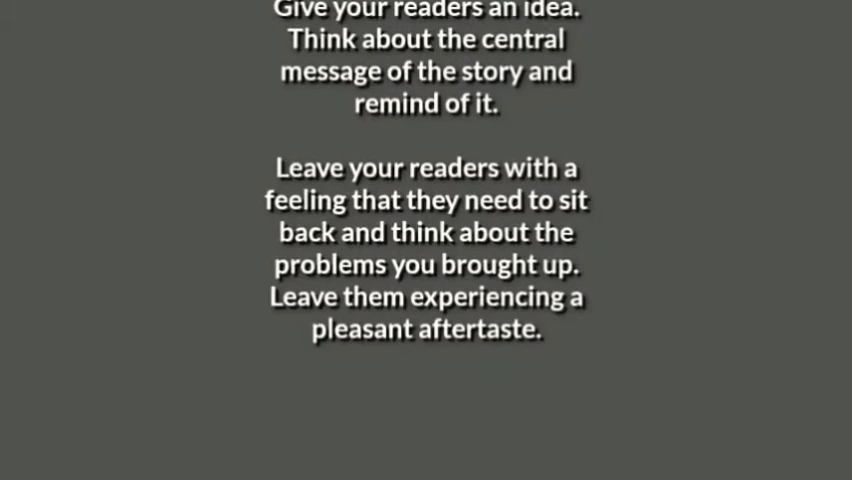 Give your readers an idea.
Think about the central
message of the story and
remind of it.
Leave your readers with a
feeling that they need to sit
back and think about the
problems you brought up.
Leave them experiencing a
pleasant aftertaste.